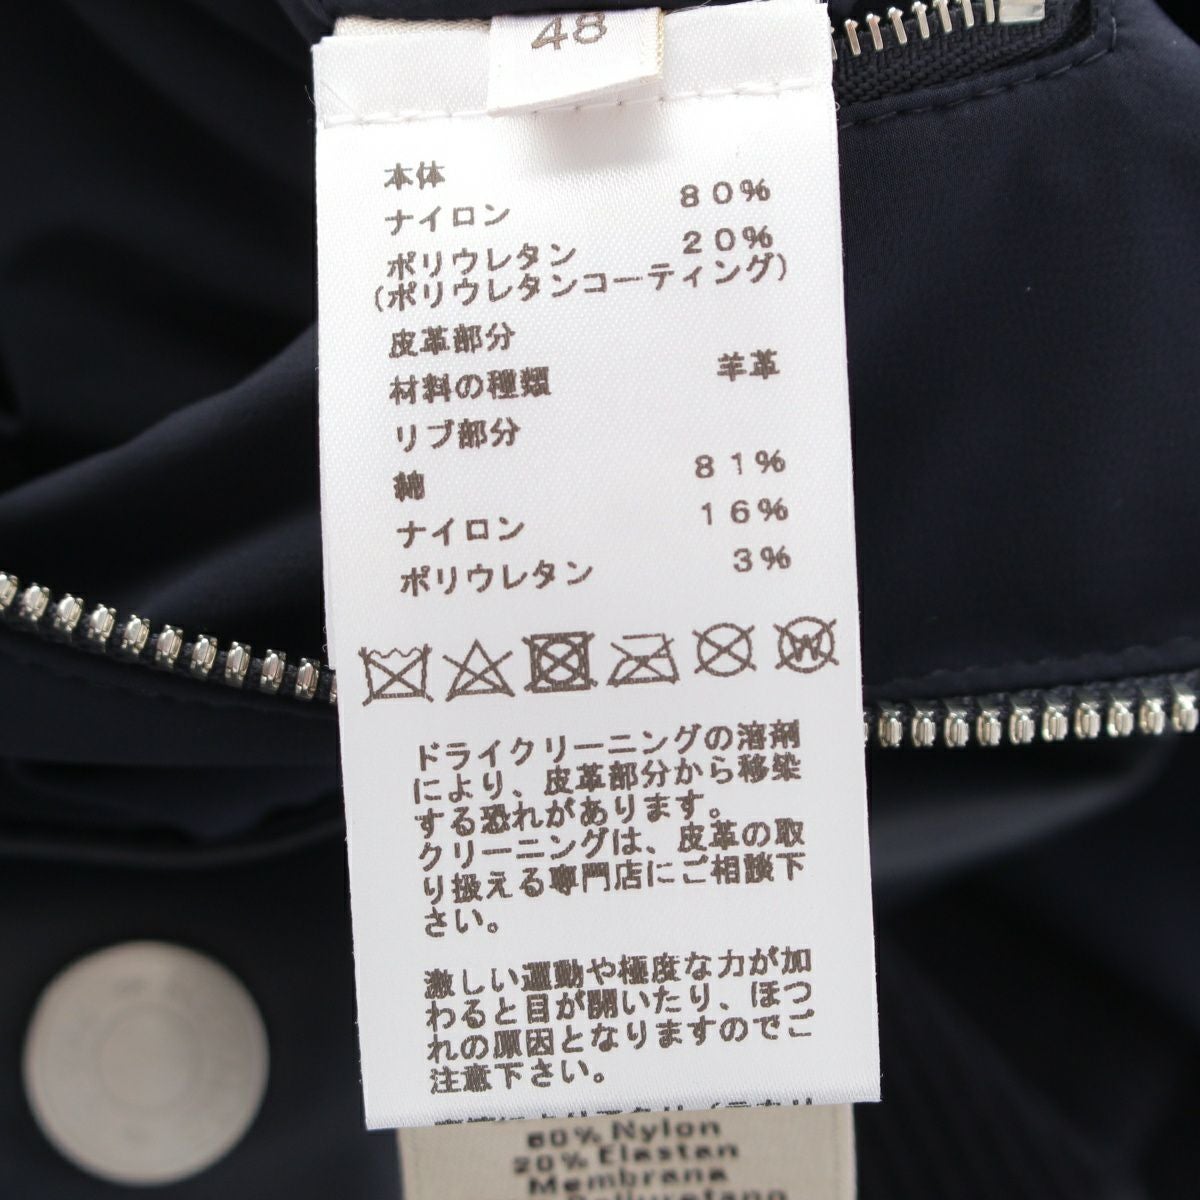 48
本体
ナイロン 80%
ポリウレタン 20%
(ポリウレタンコーティング)
皮革部分
材料の種類 羊革
リブ部分
綿 81%
ナイロン 16%
ポリウレタン 3%
W
ドライクリーニングの溶剤
により、皮革部分から移染
する恐れがあります。
クリーニングは、皮革の取
り扱える専門店にご相談下
さい。
激しい運動や極度な力が加
わると目が開いたり、ほつ
れの原因となりますのでご
注意下さい。
80% Nylon
20% Elastan
Membrana